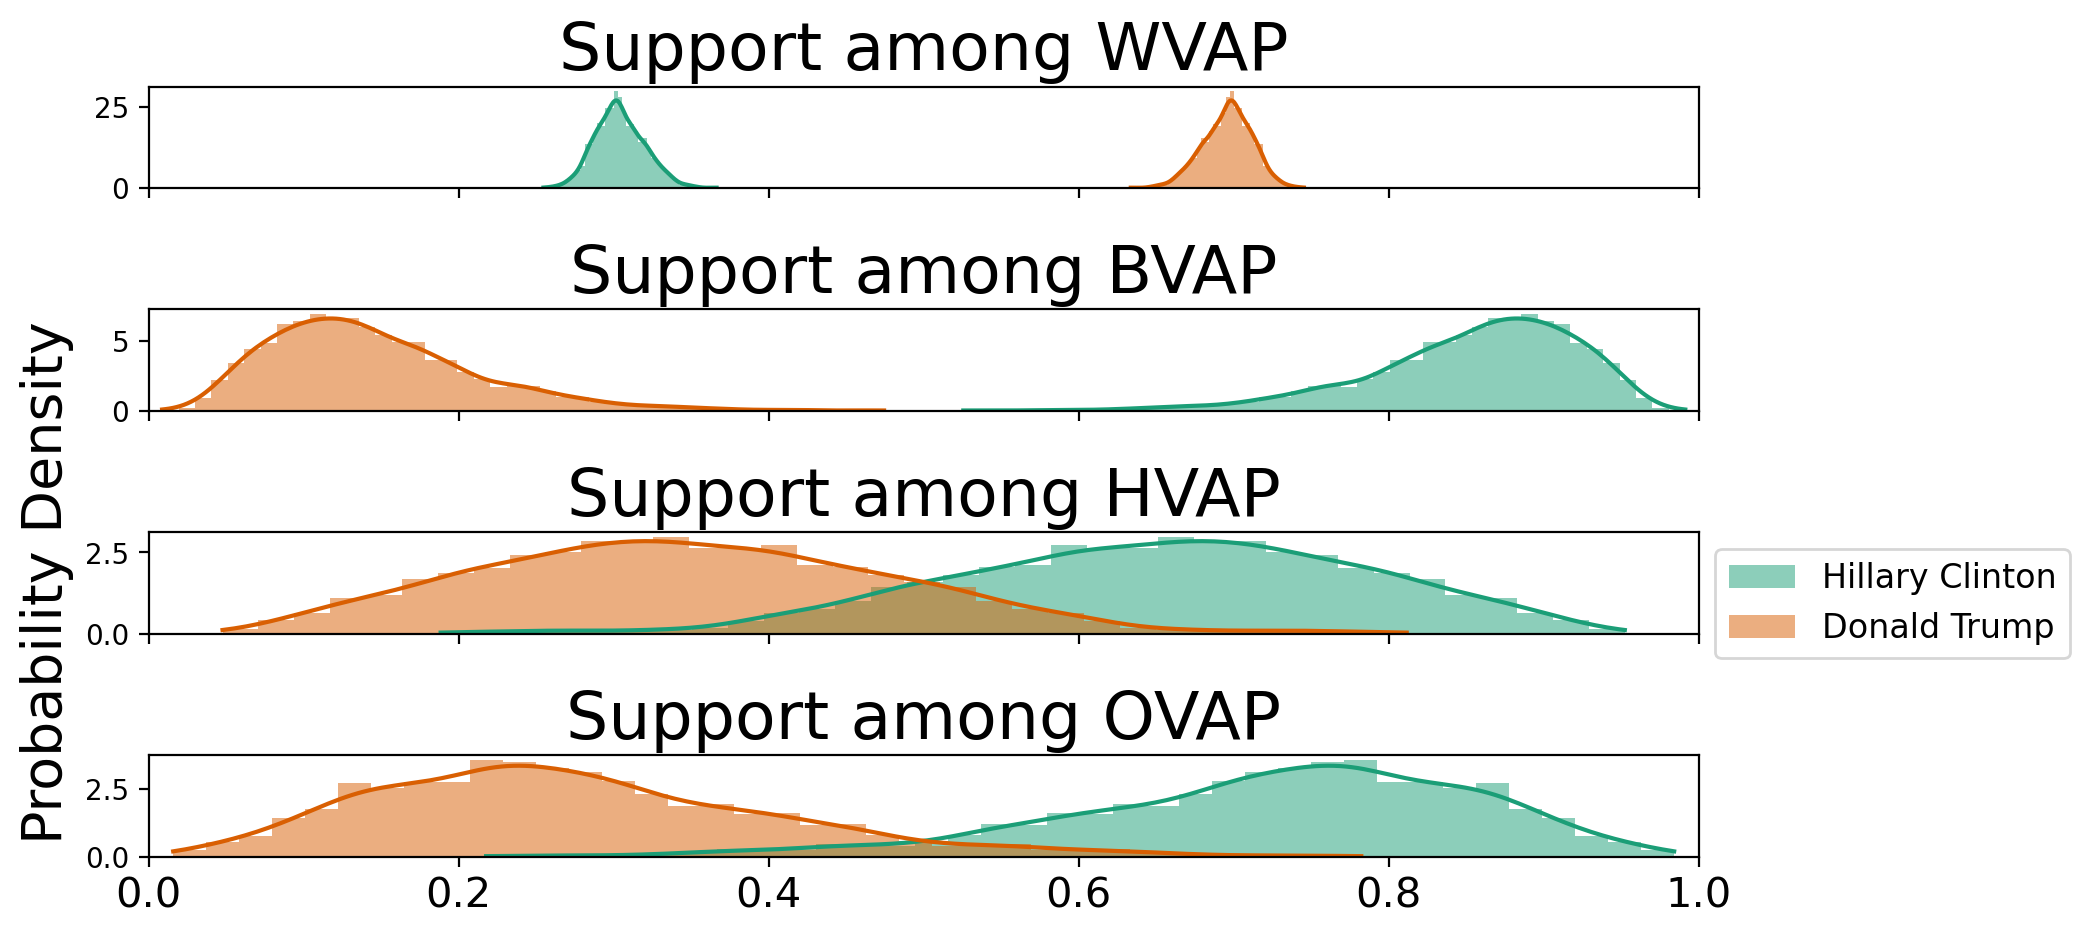 Support among WVAP
25
0
Support among BVAP
5
0
Support among HVAP
2.5
0.0
Support among OVAP
2.5
0.0
0.0 0.2 0.4 0.6 0.8 1.0
Probability Density
Hillary Clinton
Donald Trump